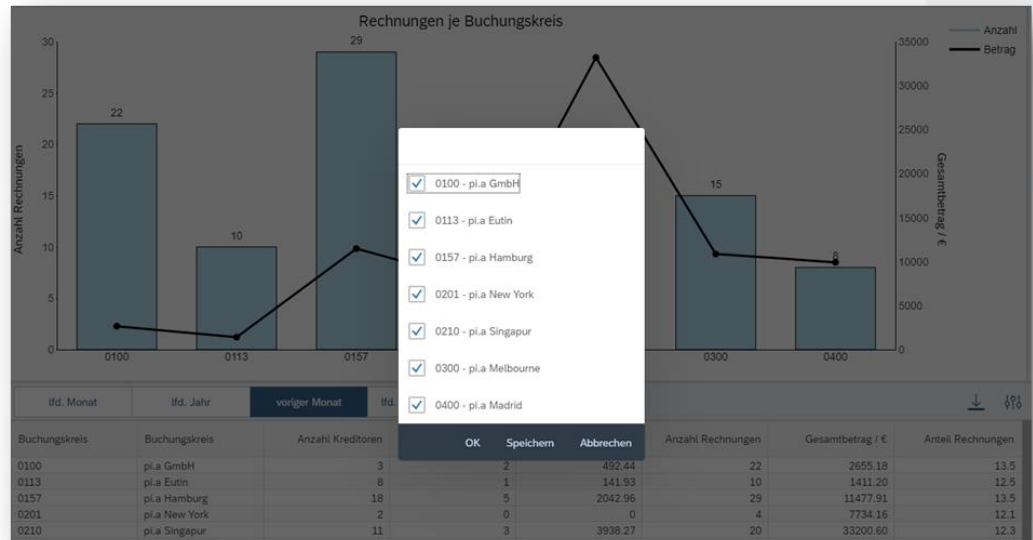 Rechnungen je Buchungskreis
Anzahl
Betrag
Anzahl Rechnungen
30
25
20
15
10
5
0
22
10
29
15
8
35000
30000
25000
20000
15000
10000
5000
0
Gesamtbetrag / €
0100 0113 0157 0300 0400
0100 - pi.a GmbH
0113 - pi.a Eutin
0157 - pi.a Hamburg
0201 - pi.a New York
0210 - pi.a Singapur
0300 - pi.a Melbourne
0400 - pi.a Madrid
OK Speichern Abbrechen
lfd. Monat lfd. Jahr voriger Monat lfd.
Buchungskreis Buchungskreis Anzahl Kreditoren Anzahl Rechnungen Gesamtbetrag / € Anteil Rechnungen
0100 pi.a GmbH 3 2 492.44 22 2655.18 13.5
0113 pi.a Eutin 8 1 141.93 10 1411.20 12.5
0157 pi.a Hamburg 18 5 2042.96 29 11477.91 13.5
0201 pi.a New York 2 0 0 4 7734.16 12.1
0210 pi.a Singapur 11 3 3938.27 20 33200.60 12.3